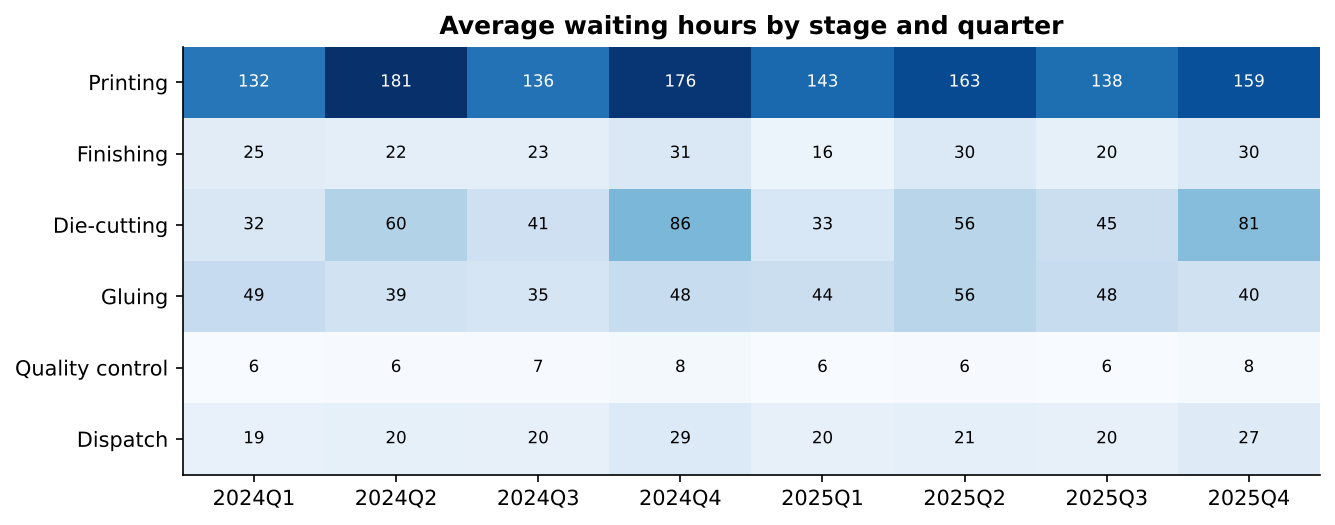 Average waiting hours by stage and quarter
Printing 132 181 136 176 143 163 138 159
Finishing 25 22 23 31 16 30 20 30
Die-cutting 32 60 41 86 33 56 45 81
Gluing 49 39 35 48 44 56 48 40
Quality control 6 6 7 8 6 6 6 8
Dispatch 19 20 20 29 20 21 20 27
2024Q1 2024Q2 2024Q3 2024Q4 2025Q1 2025Q2 2025Q3 2025Q4